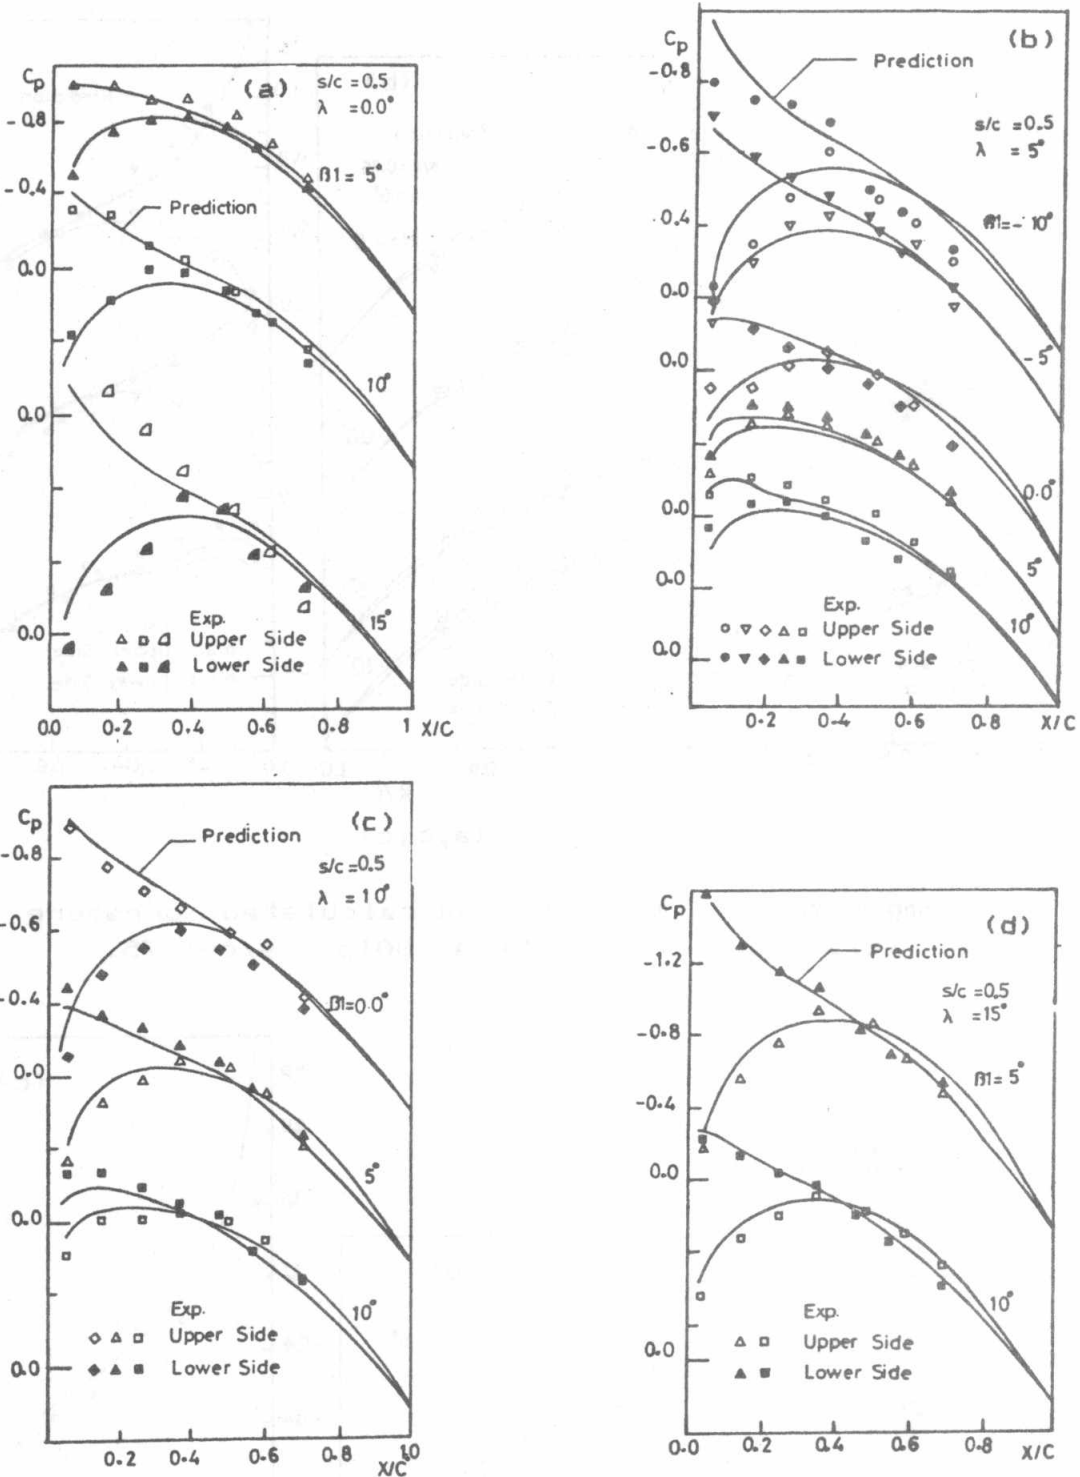 (a)
Cp
s/c =0.5
λ =0.0°
-0.8
ß1= 5°
-0.4
Prediction
0.0
10°
0.0
15°
Exp.
Upper Side
Lower Side
0.0
0.0 0.2 0.4 0.6 0.8 1 X/C
(b)
Cp
Prediction
-0.8
s/c =0.5
λ = 5°
-0.6
ß1=-10°
0.4
0.0
-5°
0.0
0.0°
0.0
5°
0.0
10°
Exp.
Upper Side
Lower Side
0.0
0.2 0.4 0.6 0.8 X/C
(c)
Cp
Prediction
-0.8
s/c =0.5
λ = 10°
-0.6
-0.4
ß1=0.0°
0.0
5°
0.0
10°
Exp.
Upper Side
Lower Side
0.0
0.2 0.4 0.6 0.8 1.0
X/C
(d)
Cp
Prediction
-1.2
s/c =0.5
λ =15°
-0.8
ß1= 5°
-0.4
0.0
10°
Exp.
Upper Side
Lower Side
0.0
0.0 0.2 0.4 0.6 0.8 X/C